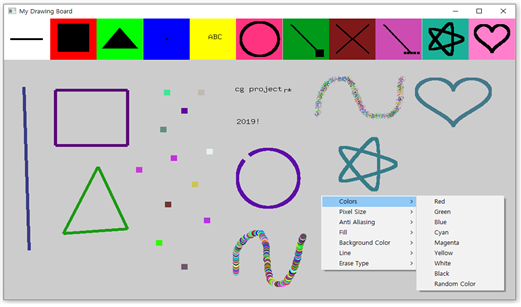 My Drawing Board
ABC
cg project,r*
2019!
Colors >
Pixel Size >
Anti Aliasing >
Fill >
Background Color >
Line >
Erase Type >
Red
Green
Blue
Cyan
Magenta
Yellow
White
Black
Random Color